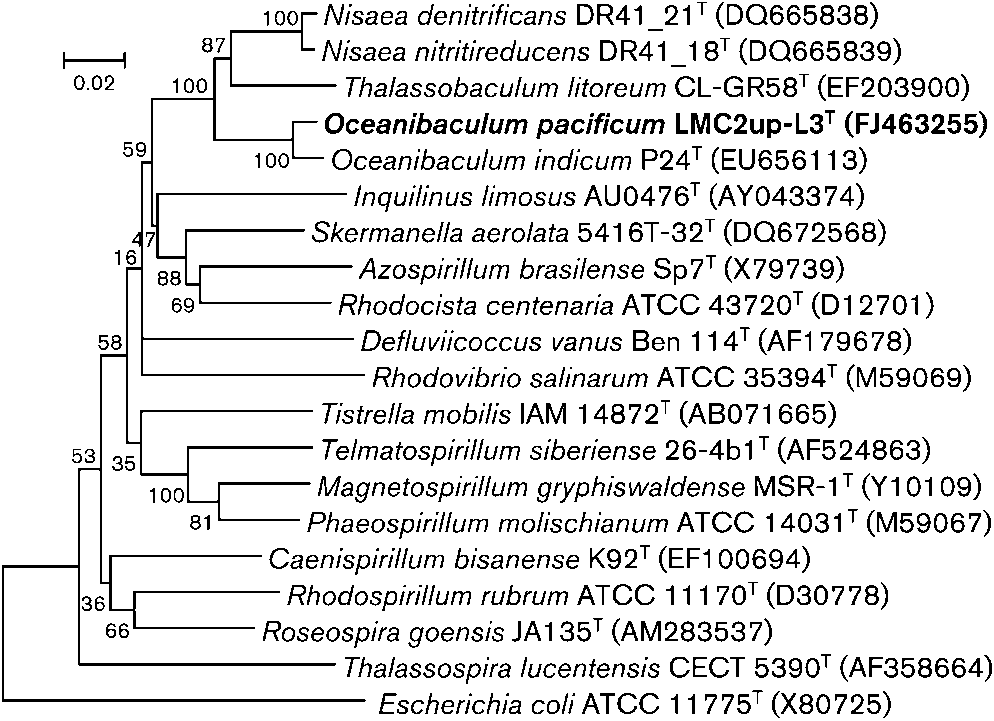 100 Nisaea denitrificans DR41_21ᵀ (DQ665838)
87 Nisaea nitritireducens DR41_18ᵀ (DQ665839)
0.02
100 Thalassobaculum litoreum CL-GR58ᵀ (EF203900)
Oceanibaculum pacificum LMC2up-L3ᵀ (FJ463255)
59 100 Oceanibaculum indicum P24ᵀ (EU656113)
Inquilinus limosus AU0476ᵀ (AY043374)
47 Skermanella aerolata 5416T-32ᵀ (DQ672568)
16 88 Azospirillum brasilense Sp7ᵀ (X79739)
69 Rhodocista centenaria ATCC 43720ᵀ (D12701)
58 Defluviicoccus vanus Ben 114ᵀ (AF179678)
Rhodovibrio salinarum ATCC 35394ᵀ (M59069)
Tistrella mobilis IAM 14872ᵀ (AB071665)
53 35 Telmatospirillum siberiense 26-4b1ᵀ (AF524863)
100 Magnetospirillum gryphiswaldense MSR-1ᵀ (Y10109)
81 Phaeospirillum molischianum ATCC 14031ᵀ (M59067)
Caenispirillum bisanense K92ᵀ (EF100694)
36 Rhodospirillum rubrum ATCC 11170ᵀ (D30778)
66 Roseospira goensis JA135ᵀ (AM283537)
Thalassospira lucentensis CECT 5390ᵀ (AF358664)
Escherichia coli ATCC 11775ᵀ (X80725)